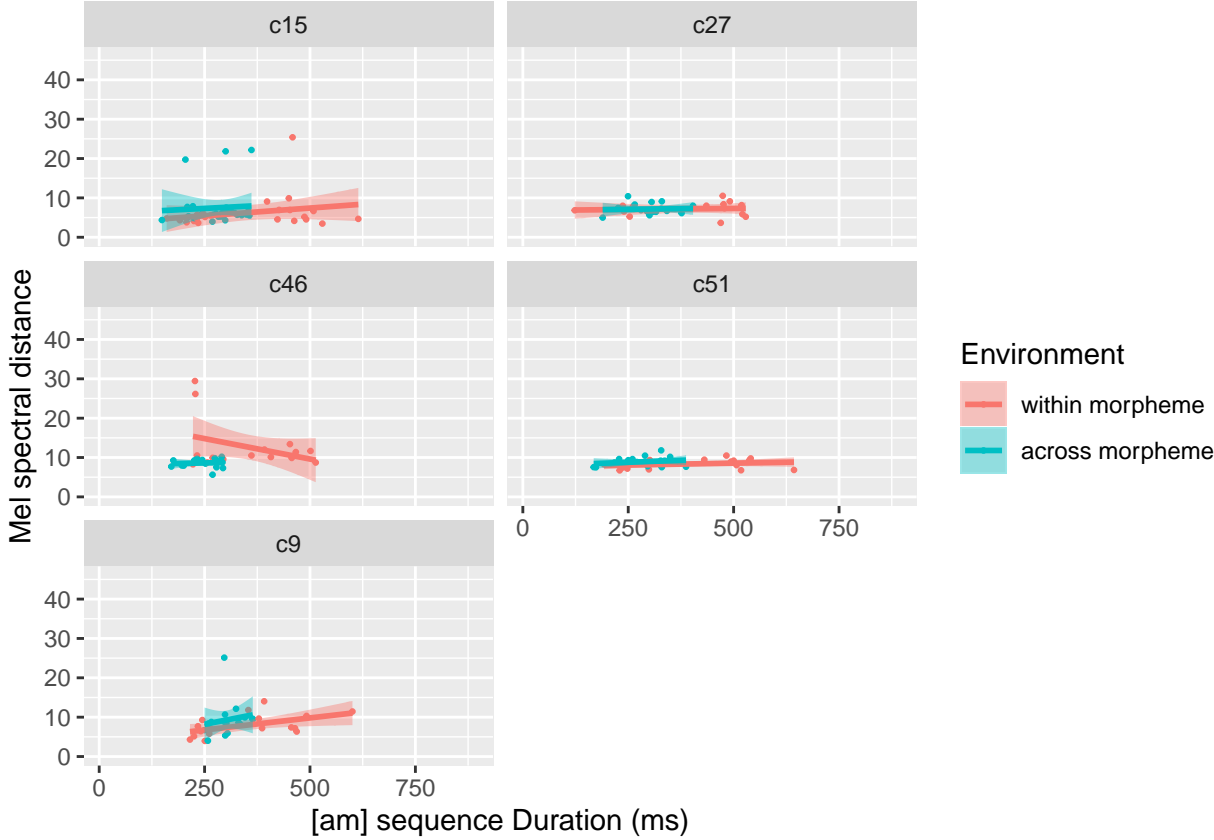 c15
c27
40
30
20
10
0
c46
c51
40
30
20
10
0
0
250
500
750
c9
40
30
20
10
0
0
250
500
750
Mel spectral distance
[am] sequence Duration (ms)
Environment
within morpheme
across morpheme